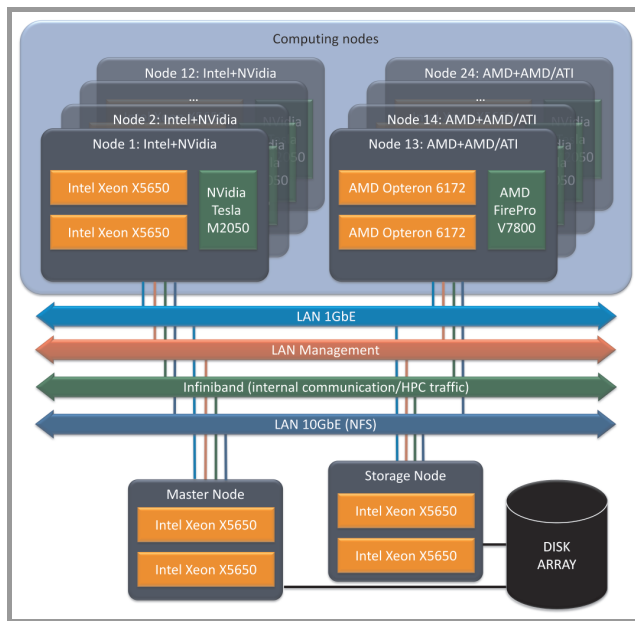 Computing nodes
Node 12: Intel+NVidia
...
Node 2: Intel+NVidia
Node 1: Intel+NVidia
Intel Xeon X5650
Intel Xeon X5650
NVidia
Tesla
M2050
Node 24: AMD+AMD/ATI
...
Node 14: AMD+AMD/ATI
Node 13: AMD+AMD/ATI
AMD Opteron 6172
AMD Opteron 6172
AMD
FirePro
V7800
LAN 1GbE
LAN Management
Infiniband (internal communication/HPC traffic)
LAN 10GbE (NFS)
Master Node
Intel Xeon X5650
Intel Xeon X5650
Storage Node
Intel Xeon X5650
Intel Xeon X5650
DISK
ARRAY